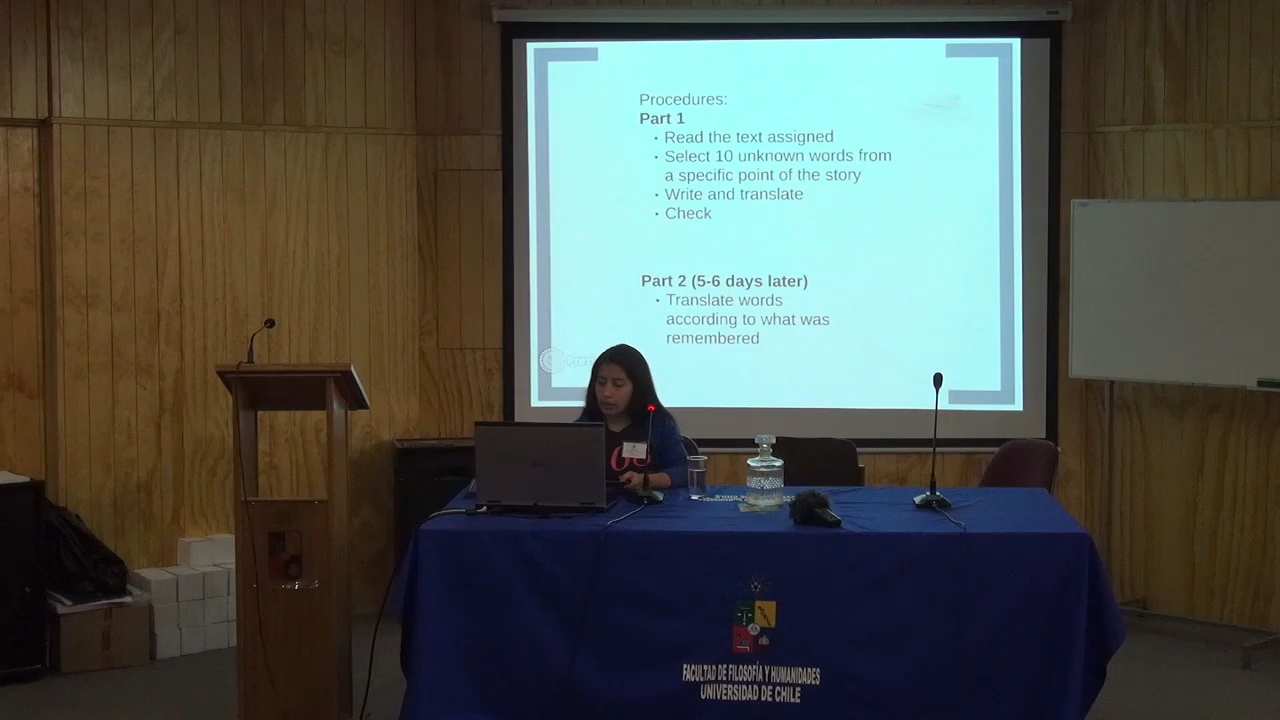 Procedures:
Part 1
• Read the text assigned
• Select 10 unknown words from
a specific point of the story
• Write and translate
• Check
Part 2 (5-6 days later)
• Translate words
according to what was
remembered
FACULTAD DE FILOSOFÍA Y HUMANIDADES
UNIVERSIDAD DE CHILE